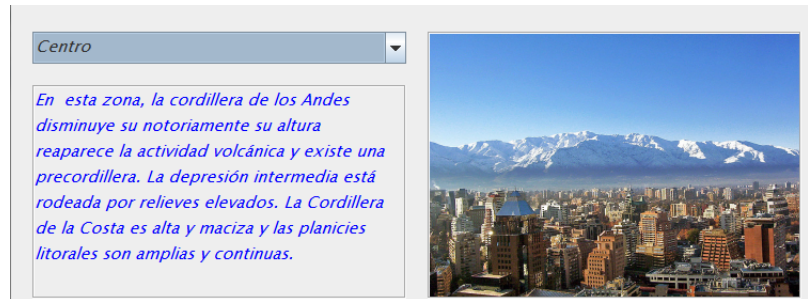 Centro
En  esta zona, la cordillera de los Andes
disminuye su notoriamente su altura
reaparece la actividad volcánica y existe una
precordillera. La depresión intermedia está
rodeada por relieves elevados. La Cordillera
de la Costa es alta y maciza y las planicies
litorales son amplias y continuas.